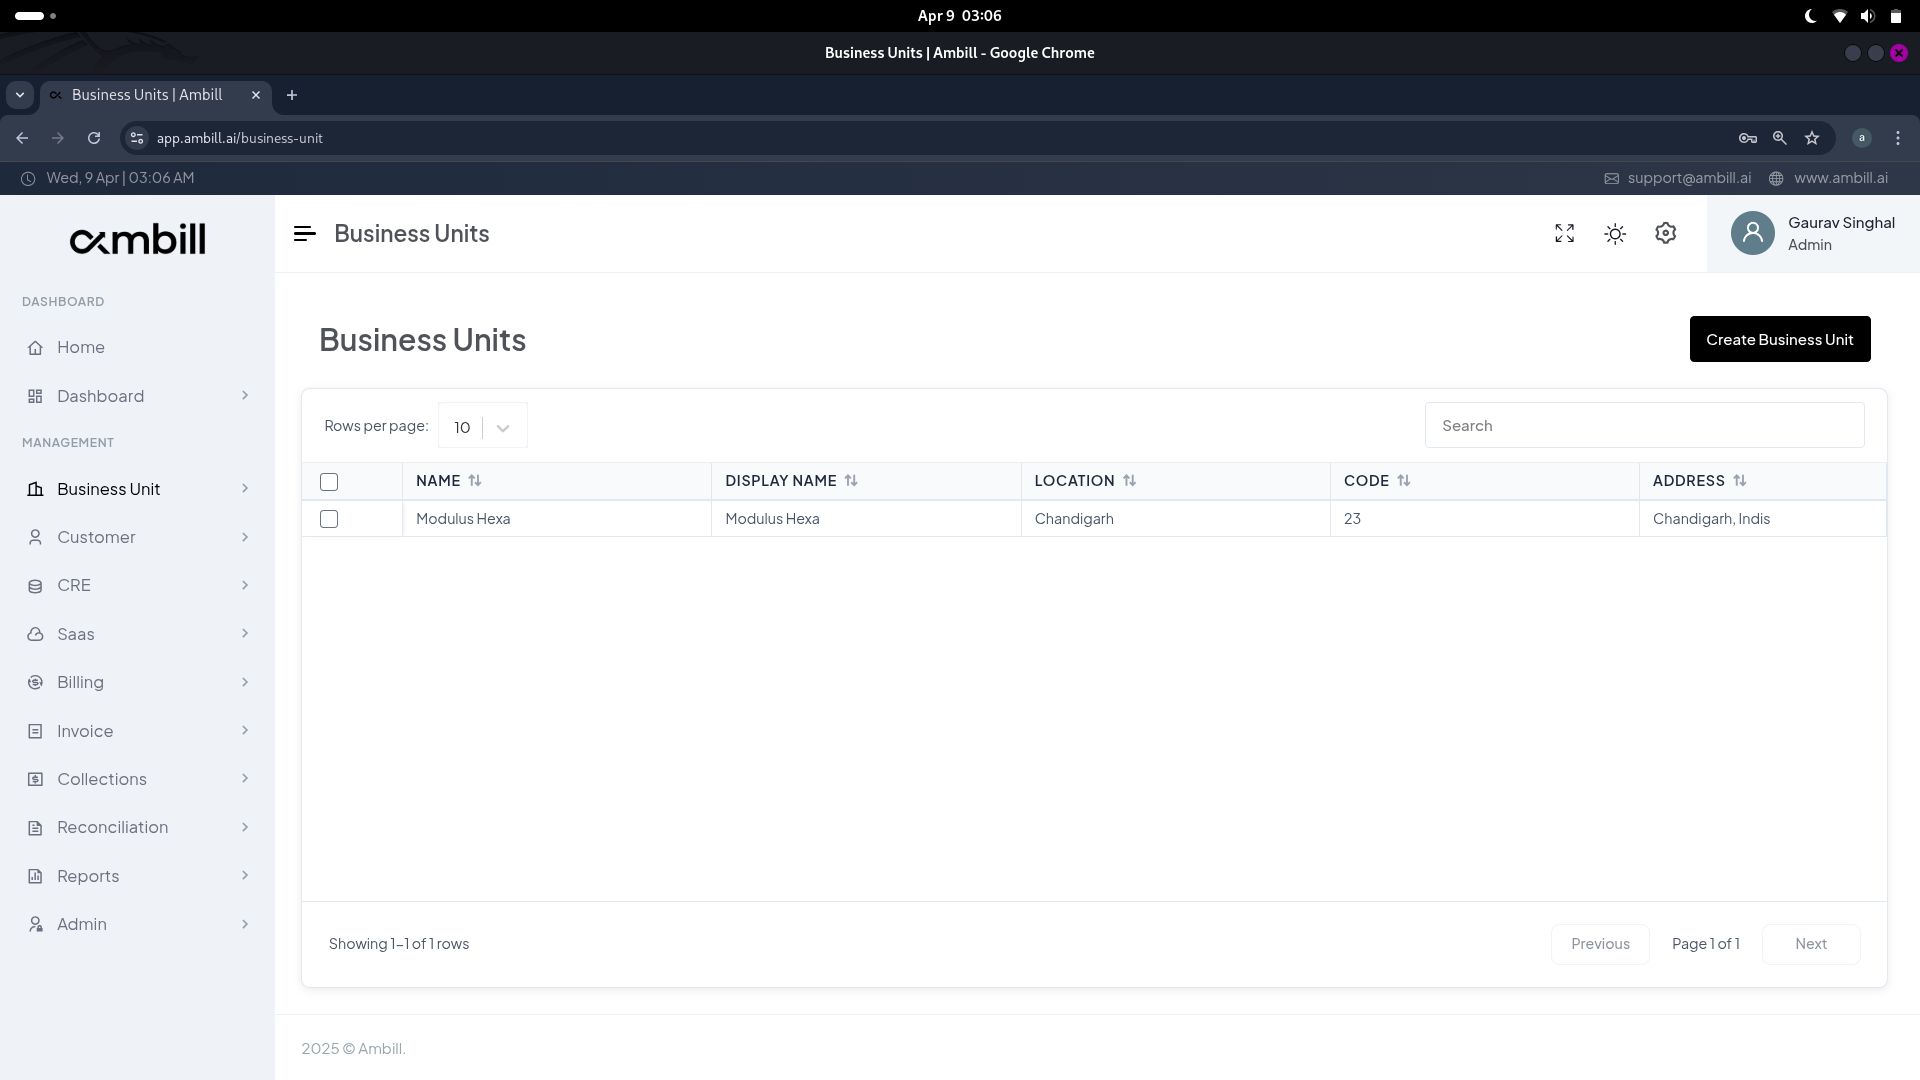 Apr 9 03:06
Business Units | Ambill - Google Chrome
Business Units | Ambill
app.ambill.ai/business-unit
a
Wed, 9 Apr | 03:06 AM
support@ambill.ai
www.ambill.ai
ambill
Business Units
Gaurav Singhal
Admin
DASHBOARD
Home
Dashboard
MANAGEMENT
Business Unit
Customer
CRE
Saas
Billing
Invoice
Collections
Reconciliation
Reports
Admin
Business Units
Create Business Unit
Rows per page: 10
Search
NAME DISPLAY NAME LOCATION CODE ADDRESS
Modulus Hexa Modulus Hexa Chandigarh 23 Chandigarh, Indis
Showing 1–1 of 1 rows
Previous Page 1 of 1 Next
2025 © Ambill.